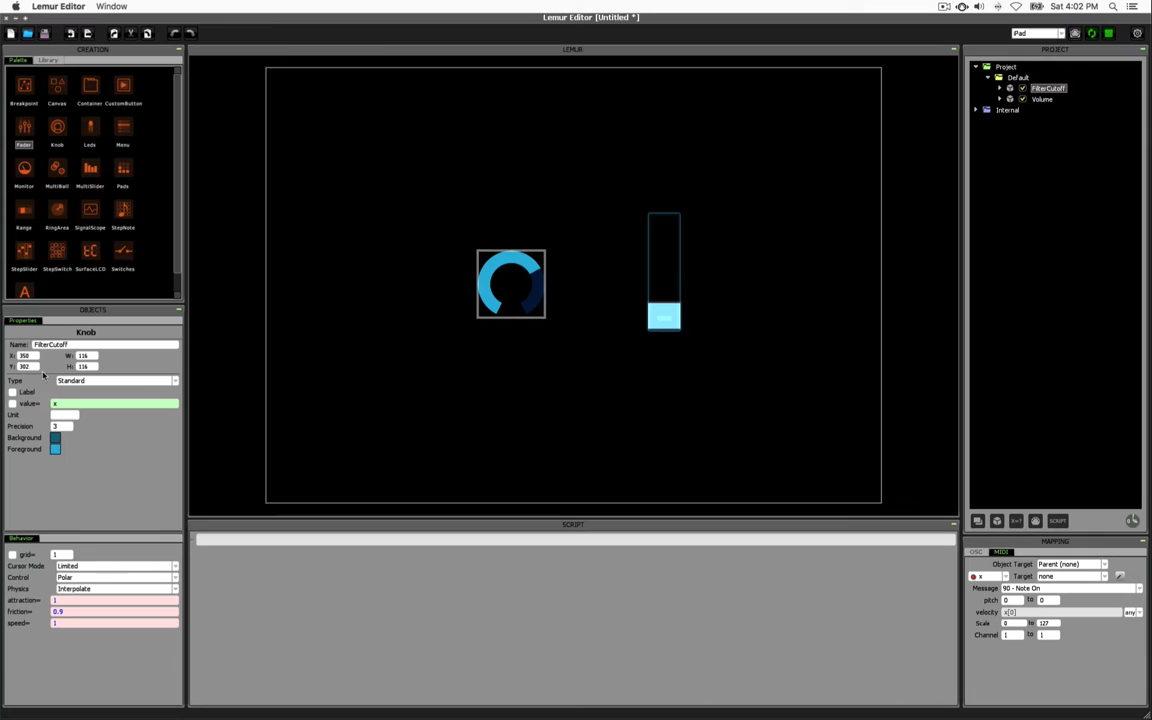 Lemur Editor Window Sat 4:02 PM
Lemur Editor [Untitled *]
Pad
CREATION LEMUR PROJECT
Palette Library
Breakpoint Canvas Container CustomButton
Fader Knob Leds Menu
Monitor MultiBall MultiSlider Pads
Range RingArea SignalScope StepNote
StepSlider StepSwitch SurfaceLCD Switches
A
Project
Default
FilterCutoff
Volume
Internal
OBJECTS
Properties
Knob
Name: FilterCutoff
X: 350 W: 116
Y: 302 H: 116
Type Standard
Label
value= x
Unit
Precision 3
Background
Foreground
X=? SCRIPT 0 %
SCRIPT
Behavior
grid= 1
Cursor Mode Limited
Control Polar
Physics Interpolate
attraction= 1
friction= 0.9
speed= 1
MAPPING
OSC MIDI
Object Target Parent (none)
x Target none
Message 90 - Note On
pitch 0 to 0
velocity x[0] any
Scale 0 to 127
Channel 1 to 1